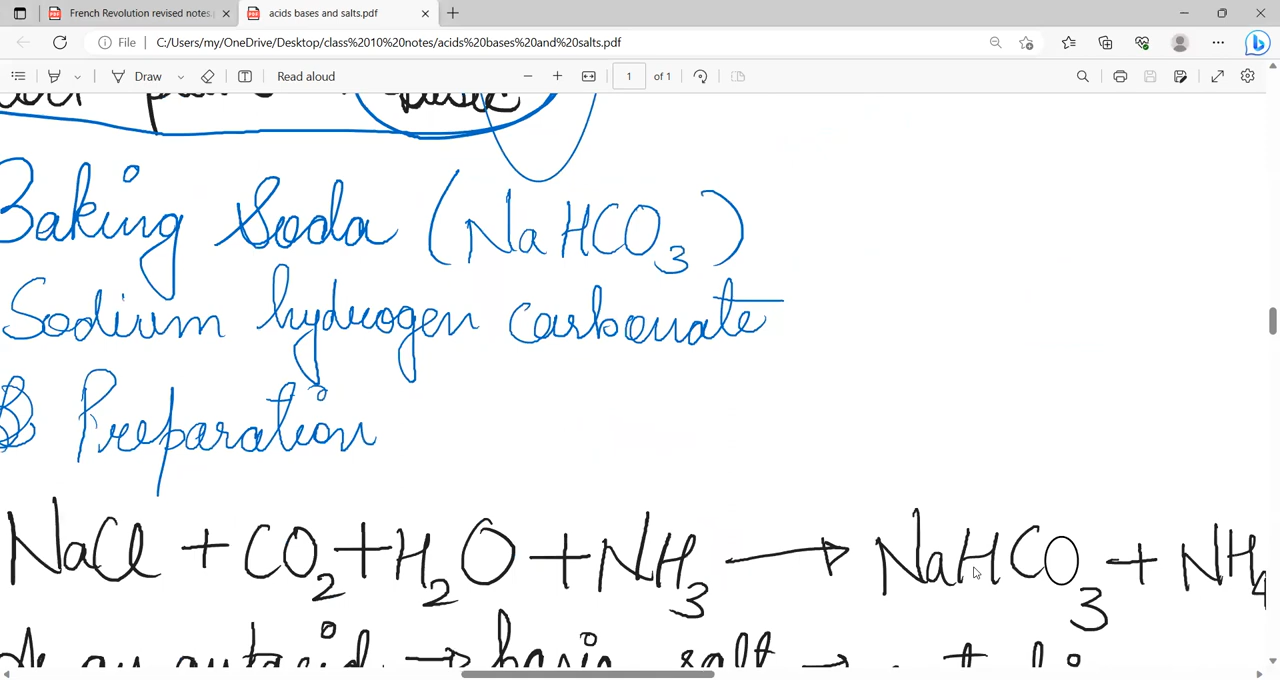 French Revolution revised notes.
acids bases and salts.pdf
File C:/Users/my/OneDrive/Desktop/class%2010%20notes/acids%20bases%20and%20salts.pdf
Draw Read aloud 1 of 1
Baking Soda (NaHCO3)
Sodium hydrogen carbonate
Preparation
NaCl + CO2 + H2O + NH3 → NaHCO3 + NH4
→ basic salt →